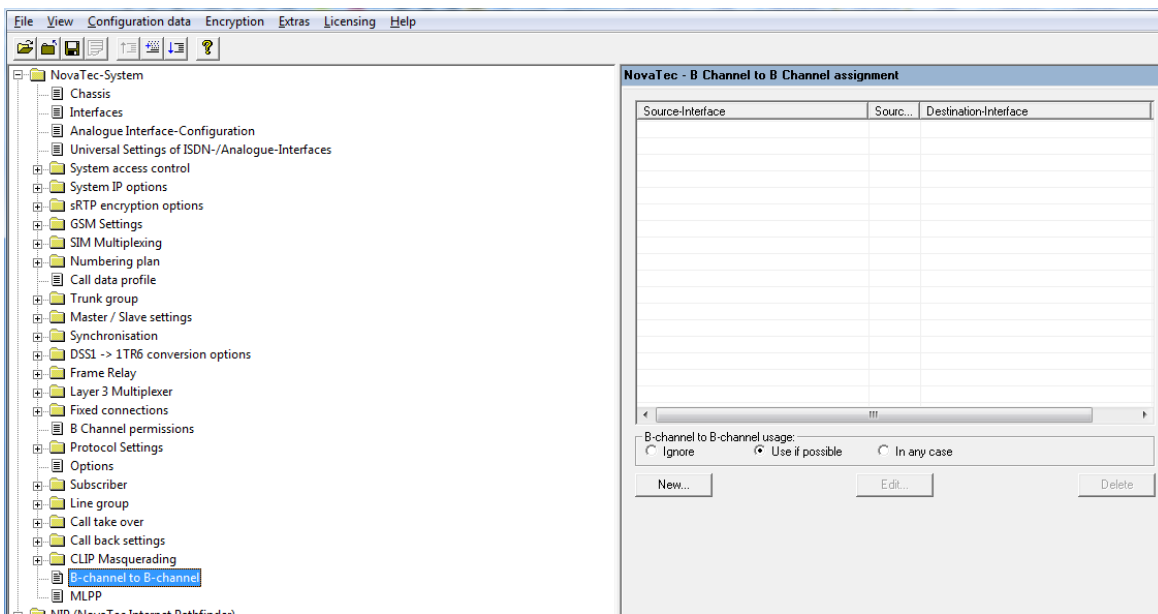 File View Configuration data Encryption Extras Licensing Help
NovaTec-System
Chassis
Interfaces
Analogue Interface-Configuration
Universal Settings of ISDN-/Analogue-Interfaces
System access control
System IP options
sRTP encryption options
GSM Settings
SIM Multiplexing
Numbering plan
Call data profile
Trunk group
Master / Slave settings
Synchronisation
DSS1 -> 1TR6 conversion options
Frame Relay
Layer 3 Multiplexer
Fixed connections
B Channel permissions
Protocol Settings
Options
Subscriber
Line group
Call take over
Call back settings
CLIP Masquerading
B-channel to B-channel
MLPP
NIP (NovaTec Internet Pathfinder)
NovaTec - B Channel to B Channel assignment
Source-Interface Sourc... Destination-Interface
B-channel to B-channel usage:
Ignore Use if possible In any case
New... Edit... Delete